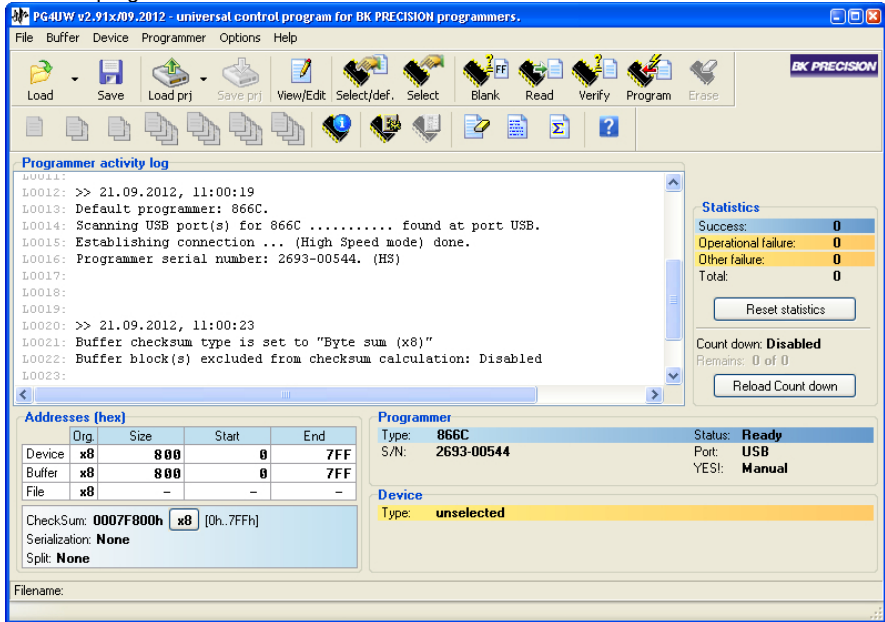 PG4UW v2.91x/09.2012 - universal control program for BK PRECISION programmers.
File Buffer Device Programmer Options Help
Load Save Load prj Save prj View/Edit Select/def. Select Blank Read Verify Program Erase
BK PRECISION
Programmer activity log
L0011:
L0012: >> 21.09.2012, 11:00:19
L0013: Default programmer: 866C.
L0014: Scanning USB port(s) for 866C ........... found at port USB.
L0015: Establishing connection ... (High Speed mode) done.
L0016: Programmer serial number: 2693-00544. (HS)
L0017:
L0018:
L0019:
L0020: >> 21.09.2012, 11:00:23
L0021: Buffer checksum type is set to "Byte sum (x8)"
L0022: Buffer block(s) excluded from checksum calculation: Disabled
L0023:
Statistics
Success: 0
Operational failure: 0
Other failure: 0
Total: 0
Reset statistics
Count down: Disabled
Remains: 0 of 0
Reload Count down
Addresses (hex)
Org. Size Start End
Device x8 800 0 7FF
Buffer x8 800 0 7FF
File x8 - - -
CheckSum: 0007F800h x8 [0h..7FFh]
Serialization: None
Split: None
Programmer
Type: 866C Status: Ready
S/N: 2693-00544 Port: USB
YES!: Manual
Device
Type: unselected
Filename: